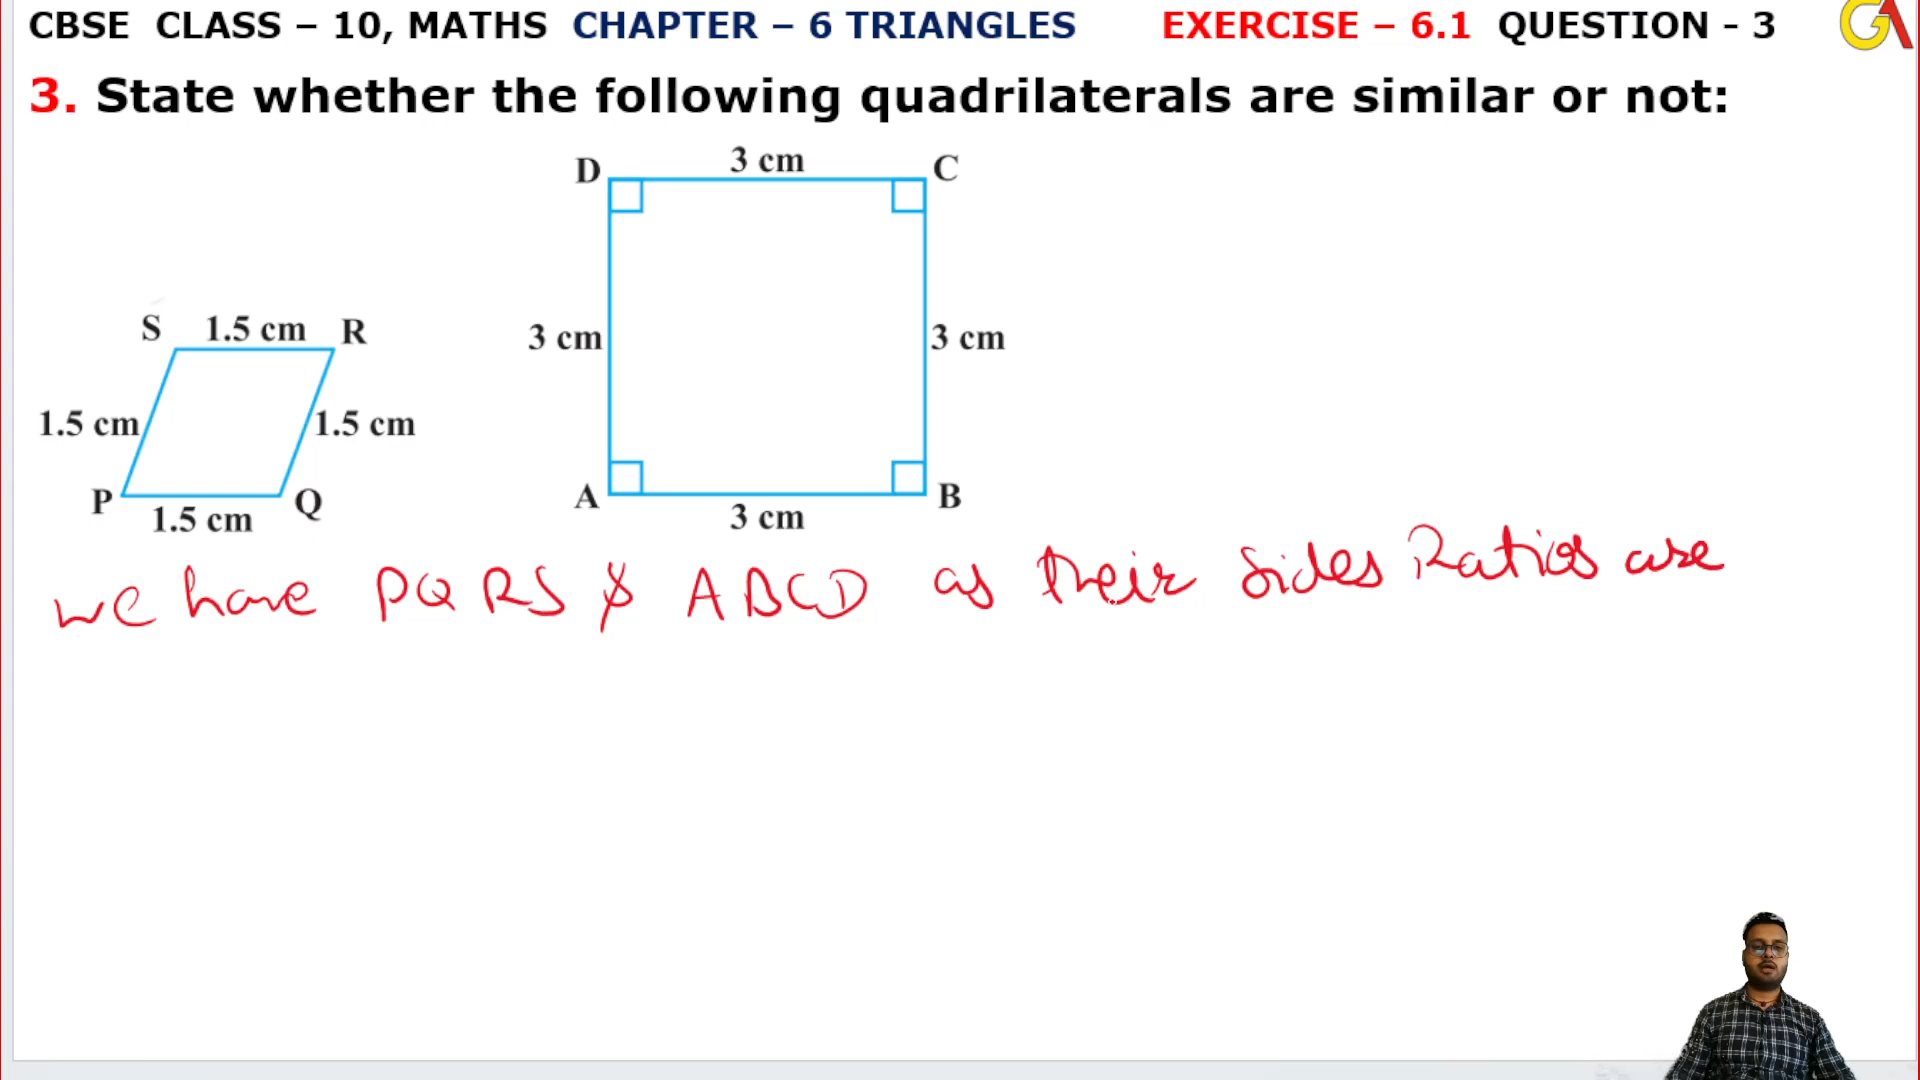 CBSE CLASS – 10, MATHS CHAPTER – 6 TRIANGLES EXERCISE – 6.1 QUESTION - 3
GA
3. State whether the following quadrilaterals are similar or not:
D 3 cm C
S 1.5 cm R
3 cm 3 cm
1.5 cm 1.5 cm
P 1.5 cm Q
A 3 cm B
we have PQRS & ABCD as their sides Ratios are